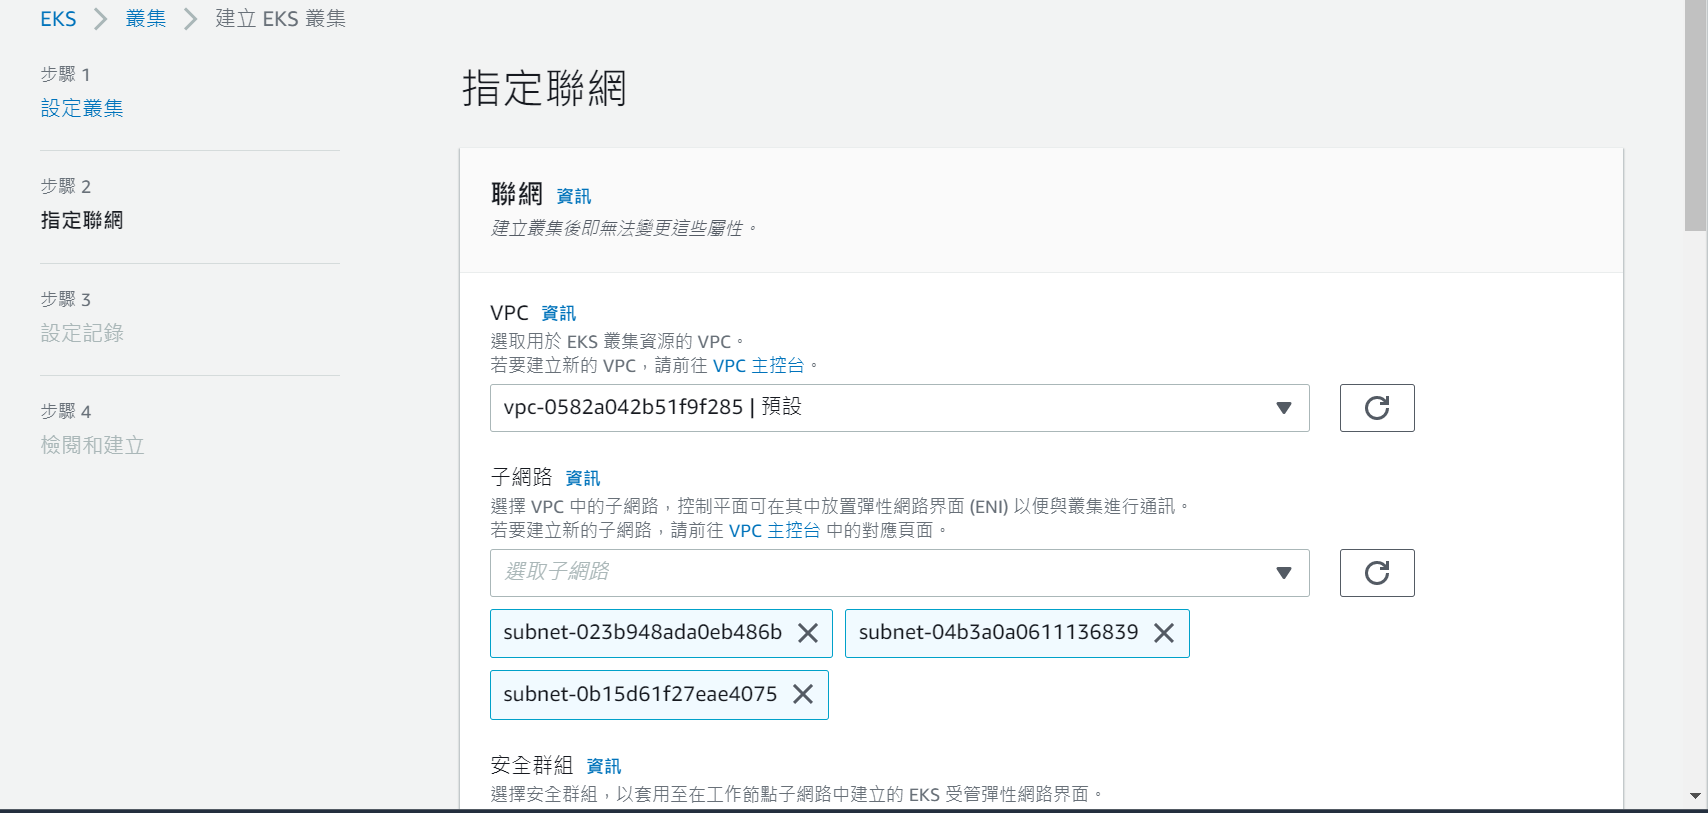 EKS > 叢集 > 建立 EKS 叢集
步驟 1
設定叢集
步驟 2
指定聯網
步驟 3
設定記錄
步驟 4
檢閱和建立
指定聯網
聯網 資訊
建立叢集後即無法變更這些屬性。
VPC 資訊
選取用於 EKS 叢集資源的 VPC。
若要建立新的 VPC，請前往 VPC 主控台。
vpc-0582a042b51f9f285 | 預設
子網路 資訊
選擇 VPC 中的子網路，控制平面可在其中放置彈性網路界面 (ENI) 以便與叢集進行通訊。
若要建立新的子網路，請前往 VPC 主控台 中的對應頁面。
選取子網路
subnet-023b948ada0eb486b
subnet-04b3a0a0611136839
subnet-0b15d61f27eae4075
安全群組 資訊
選擇安全群組，以套用至在工作節點子網路中建立的 EKS 受管彈性網路界面。